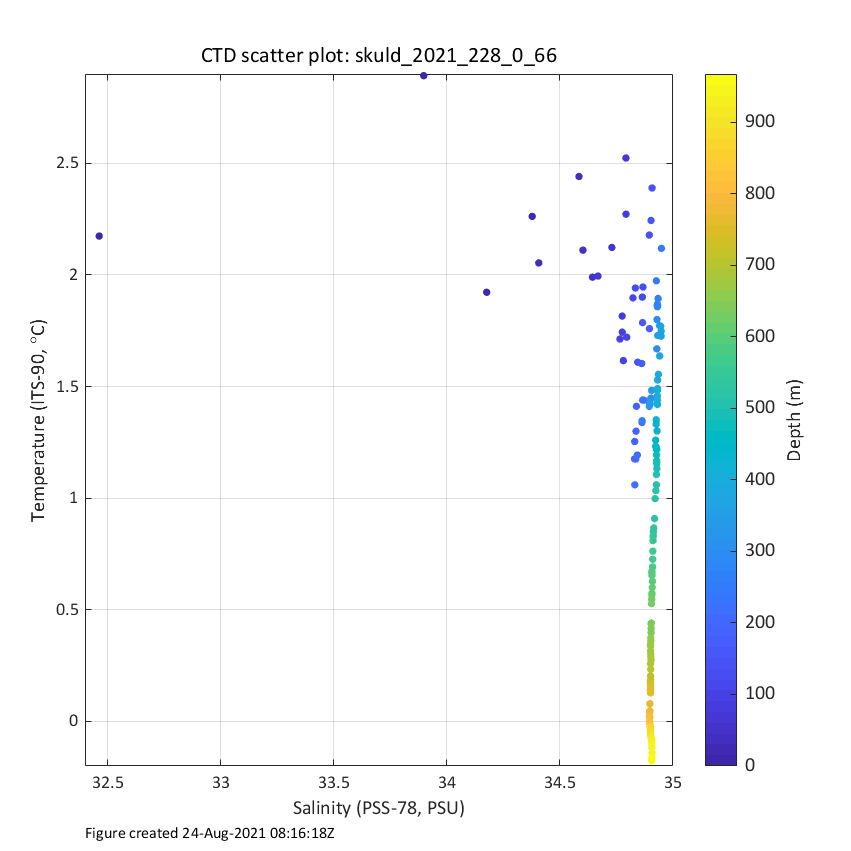 CTD scatter plot: skuld_2021_228_0_66
2.5
2
1.5
1
0.5
0
Temperature (ITS-90, °C)
32.5 33 33.5 34 34.5 35
Salinity (PSS-78, PSU)
900
800
700
600
500
400
300
200
100
0
Depth (m)
Figure created 24-Aug-2021 08:16:18Z